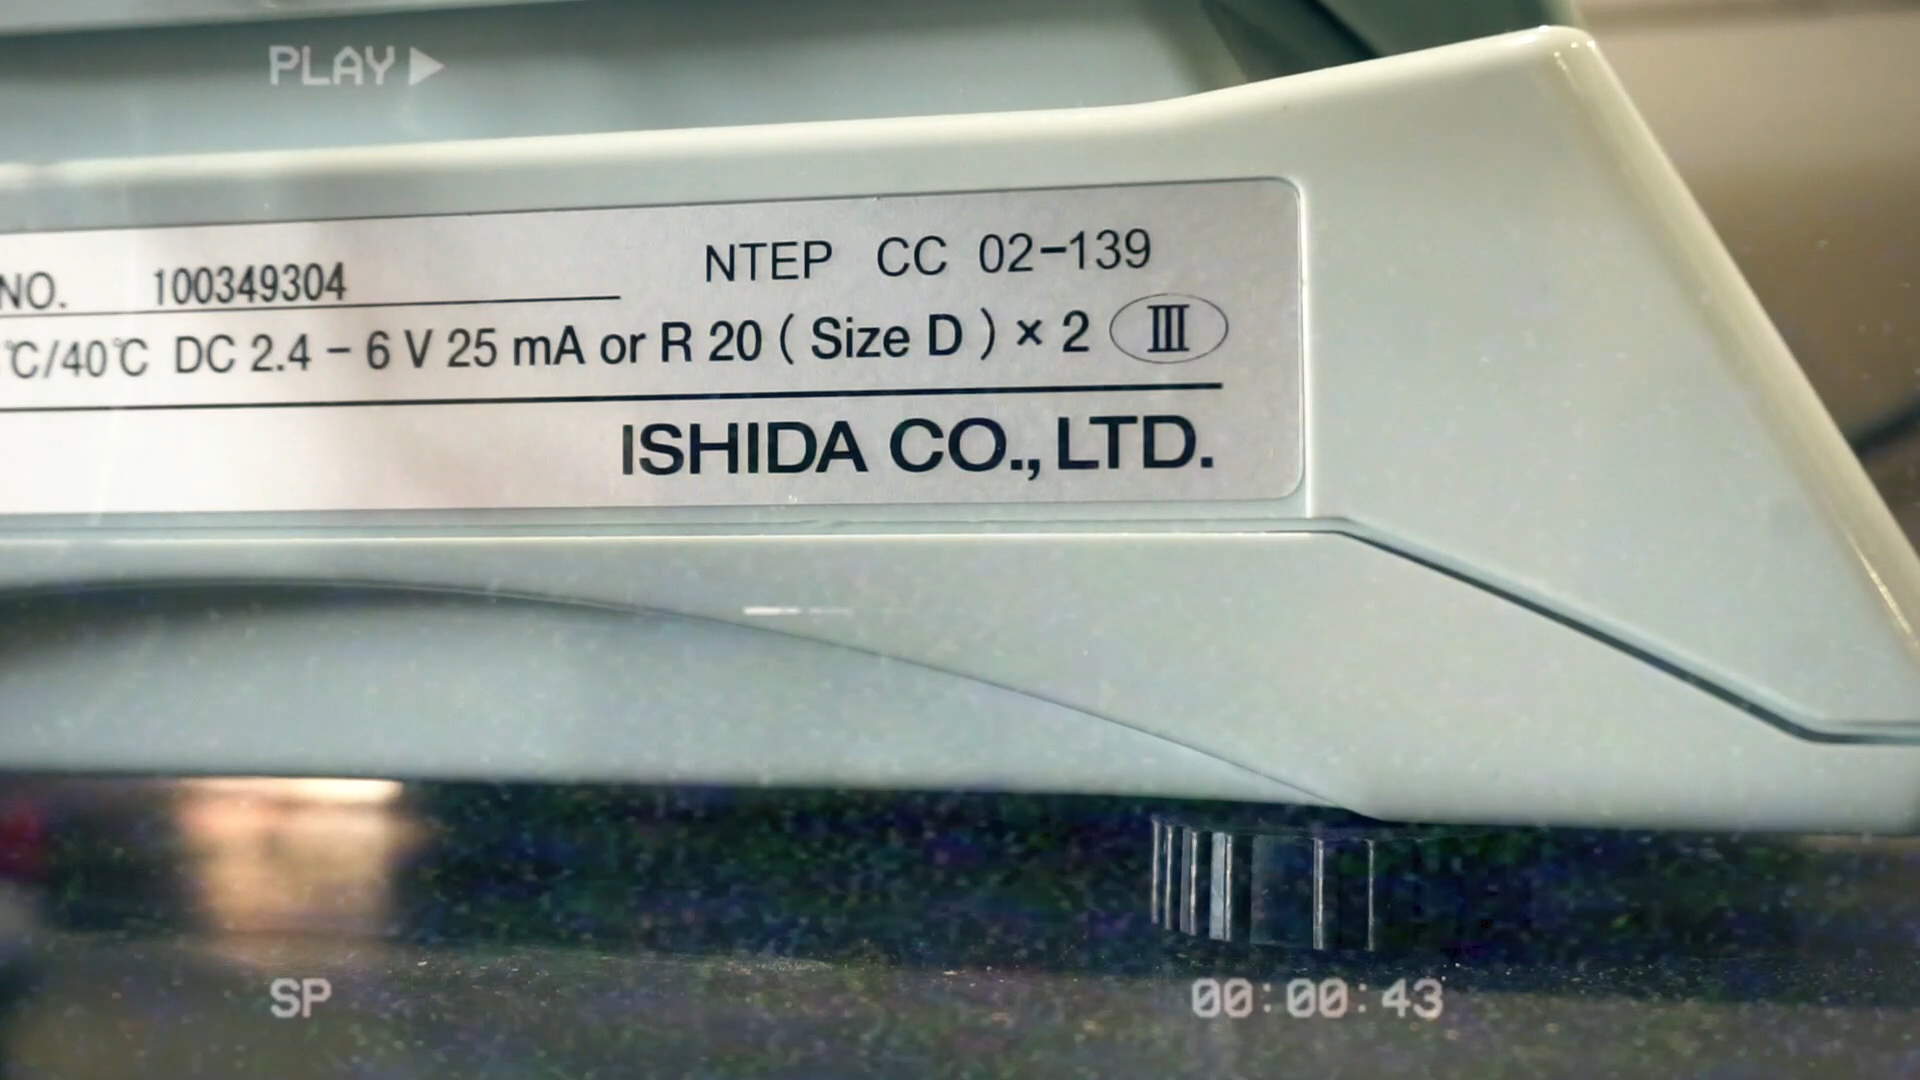 PLAY
NO. 100349304
NTEP CC 02-139
℃/40℃ DC 2.4 - 6 V 25 mA or R 20 ( Size D ) × 2 III
ISHIDA CO., LTD.
SP
00:00:43